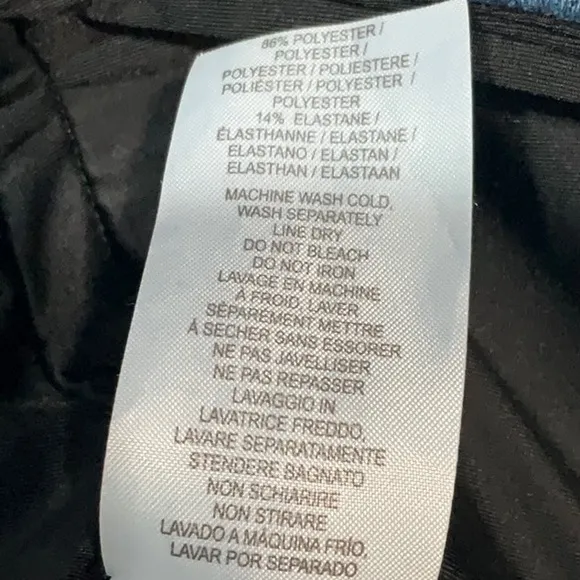 86% POLYESTER /
POLYESTER /
POLYESTER / POLIESTERE /
POLIÉSTER / POLYESTER /
POLYESTER
14% ELASTANE /
ÉLASTHANNE / ELASTANE /
ELASTANO / ELASTAN /
ELASTHAN / ELASTAAN
MACHINE WASH COLD,
WASH SEPARATELY
LINE DRY
DO NOT BLEACH
DO NOT IRON
LAVAGE EN MACHINE
À FROID, LAVER
SÉPARÉMENT METTRE
À SECHER SANS ESSORER
NE PAS JAVELLISER
NE PAS REPASSER
LAVAGGIO IN
LAVATRICE FREDDO,
LAVARE SEPARATAMENTE
STENDERE BAGNATO
NON SCHIARIRE
NON STIRARE
LAVADO A MÁQUINA FRÍO,
LAVAR POR SEPARADO